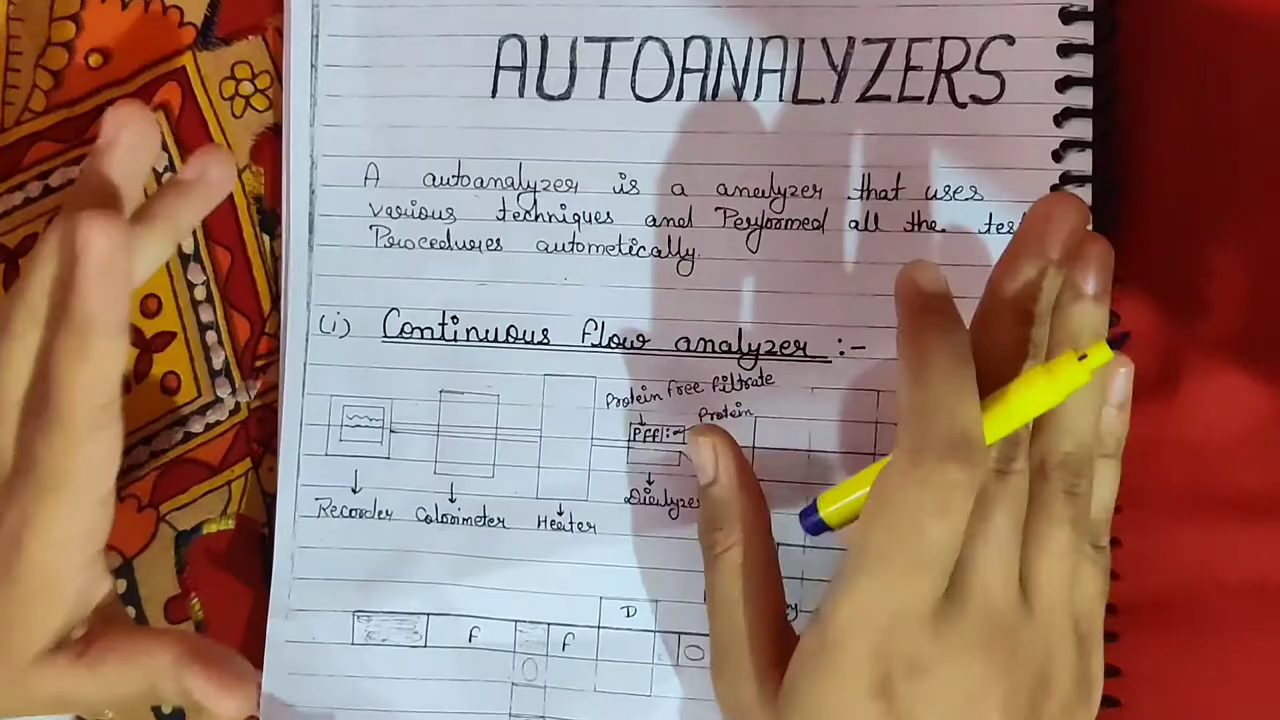 AUTOANALYZERS
A autoanalyzer is a analyzer that uses
various techniques and Performed all the
Procedures autometically.
(i) Continuous flow analyzer :-
Protein free filtrate
Protein
Pff :-
Dialyzer
Recorder Colorimeter Heater
D
f f